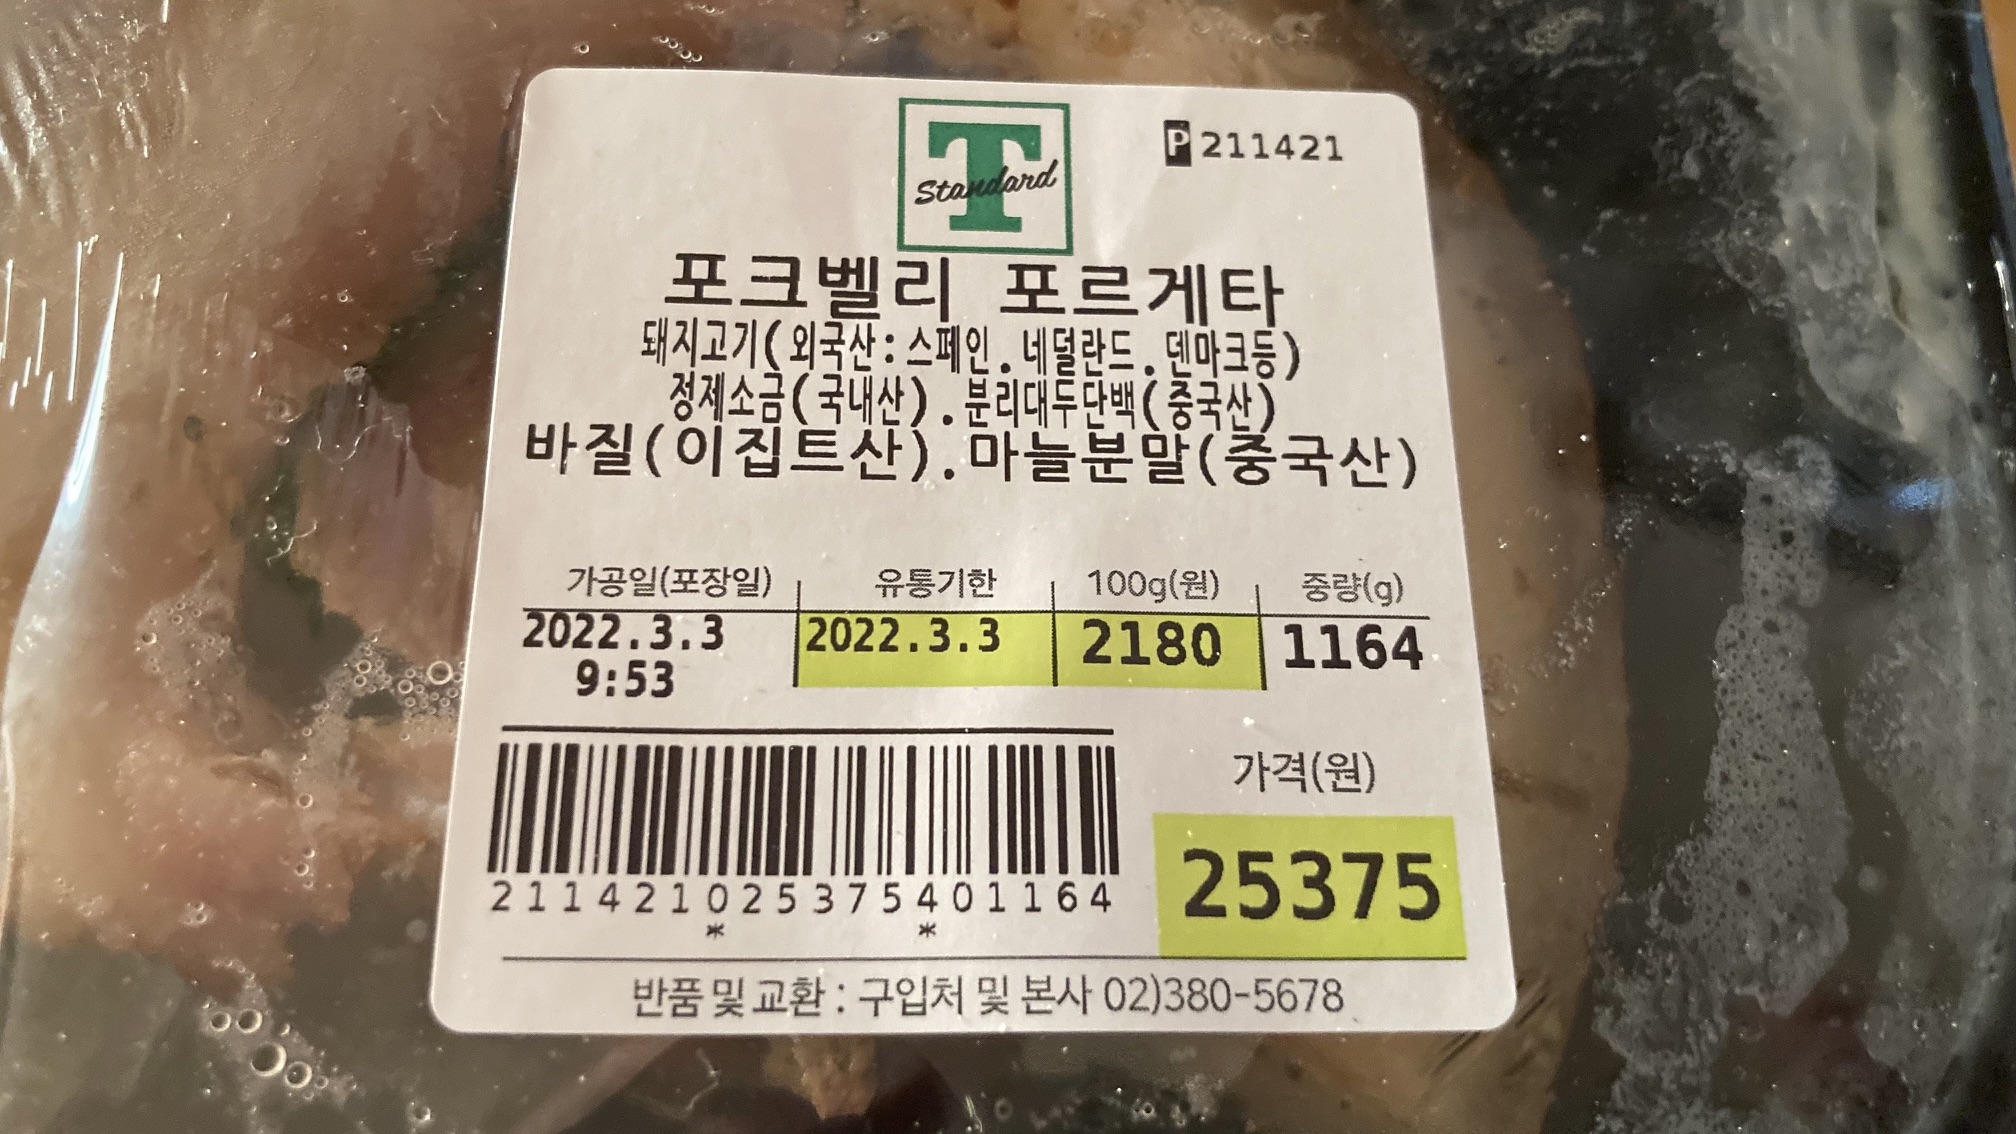 T
Standard
P 211421
포크벨리 포르게타
돼지고기(외국산:스페인.네덜란드.덴마크등)
정제소금(국내산).분리대두단백(중국산)
바질(이집트산).마늘분말(중국산)
가공일(포장일) 유통기한 100g(원) 중량(g)
2022.3.3 2022.3.3 2180 1164
9:53
가격(원)
25375
211421025375401164
* *
반품 및 교환 : 구입처 및 본사 02)380-5678